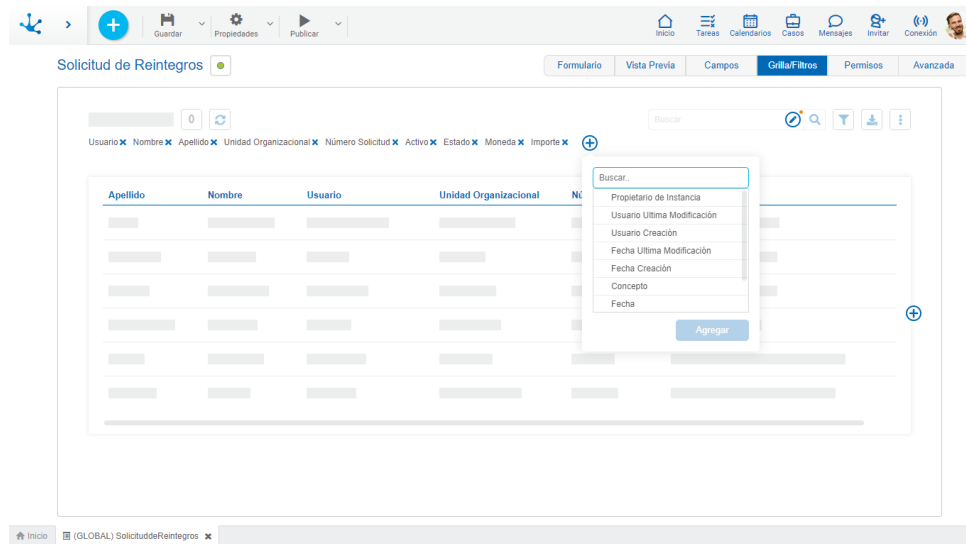 Guardar Propiedades Publicar Inicio Tareas Calendarios Casos Mensajes Invitar Conexión
Solicitud de Reintegros Formulario Vista Previa Campos Grilla/Filtros Permisos Avanzada
0 Buscar
Usuario Nombre Apellido Unidad Organizacional Número Solicitud Activo Estado Moneda Importe
Buscar..
Apellido Nombre Usuario Unidad Organizacional Nú
Propietario de Instancia
Usuario Ultima Modificación
Usuario Creación
Fecha Ultima Modificación
Fecha Creación
Concepto
Fecha
Agregar
Inicio (GLOBAL) SolicituddeReintegros